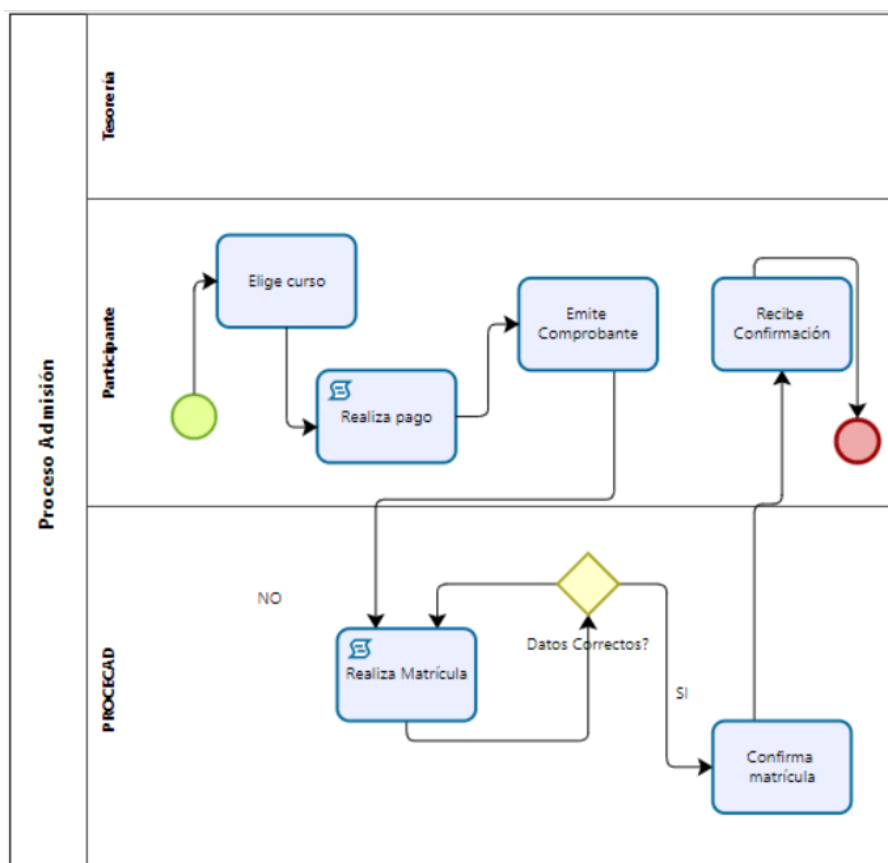 Proceso Admisión
Tesorería
Participante
Elige curso
Realiza pago
Emite
Comprobante
Recibe
Confirmación
PROCECAD
NO
Realiza Matrícula
Datos Correctos?
SI
Confirma
matrícula